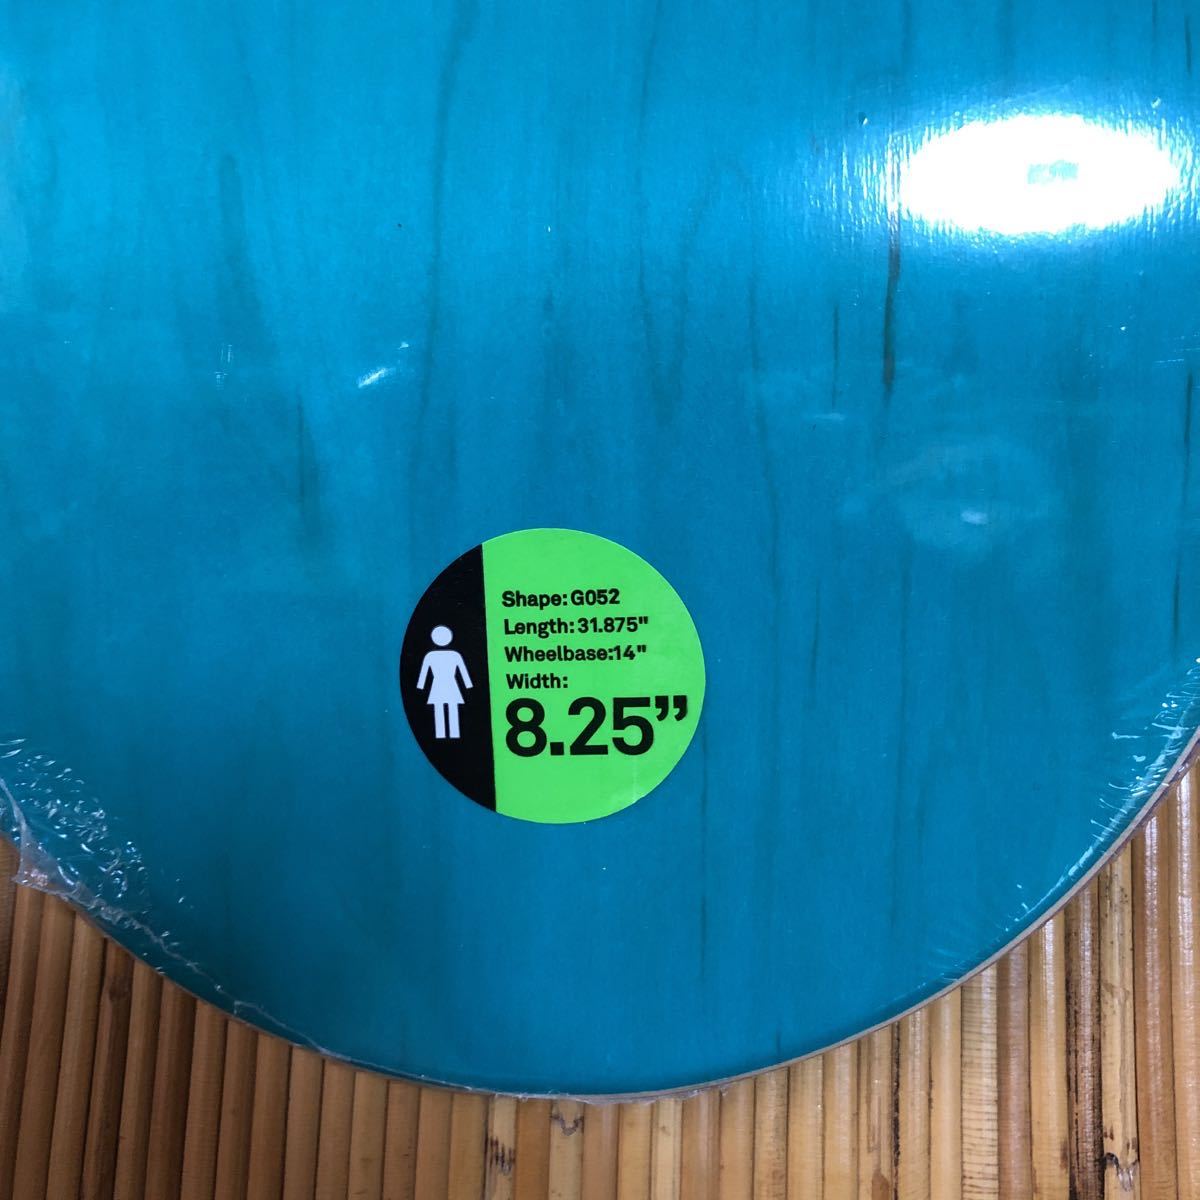 Shape: G052
Length: 31.875"
Wheelbase:14"
Width:
8.25”